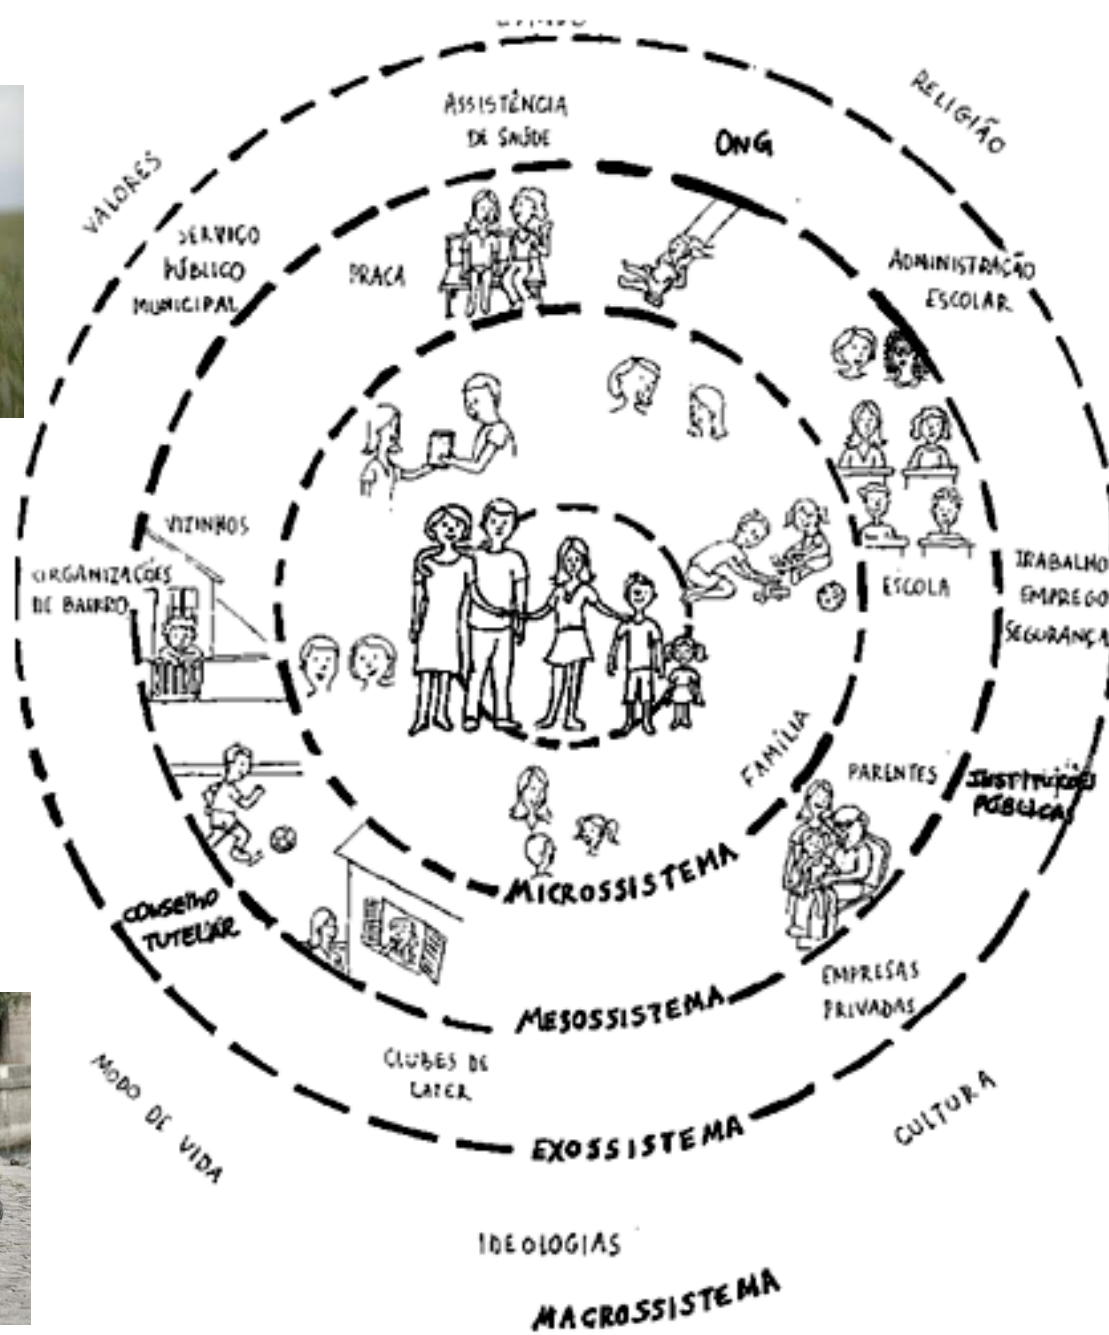 RELIGIÃO
ASSISTÊNCIA
DE SAÚDE
ONG
VALORES
SERVIÇO
PÚBLICO
MUNICIPAL
PRAÇA
ADMINISTRAÇÃO
ESCOLAR
VIZINHOS
ORGANIZAÇÕES
DE BAIRRO
ESCOLA
TRABALHO
EMPREGO
SEGURANÇA
FAMÍLIA
PARENTES
INSTITUIÇÕES
PÚBLICAS
MICROSSISTEMA
CONSELHO
TUTELAR
EMPRESAS
PRIVADAS
MESOSSISTEMA
CLUBES DE
LAZER
MODO DE VIDA
CULTURA
EXOSSISTEMA
IDEOLOGIAS
MACROSSISTEMA